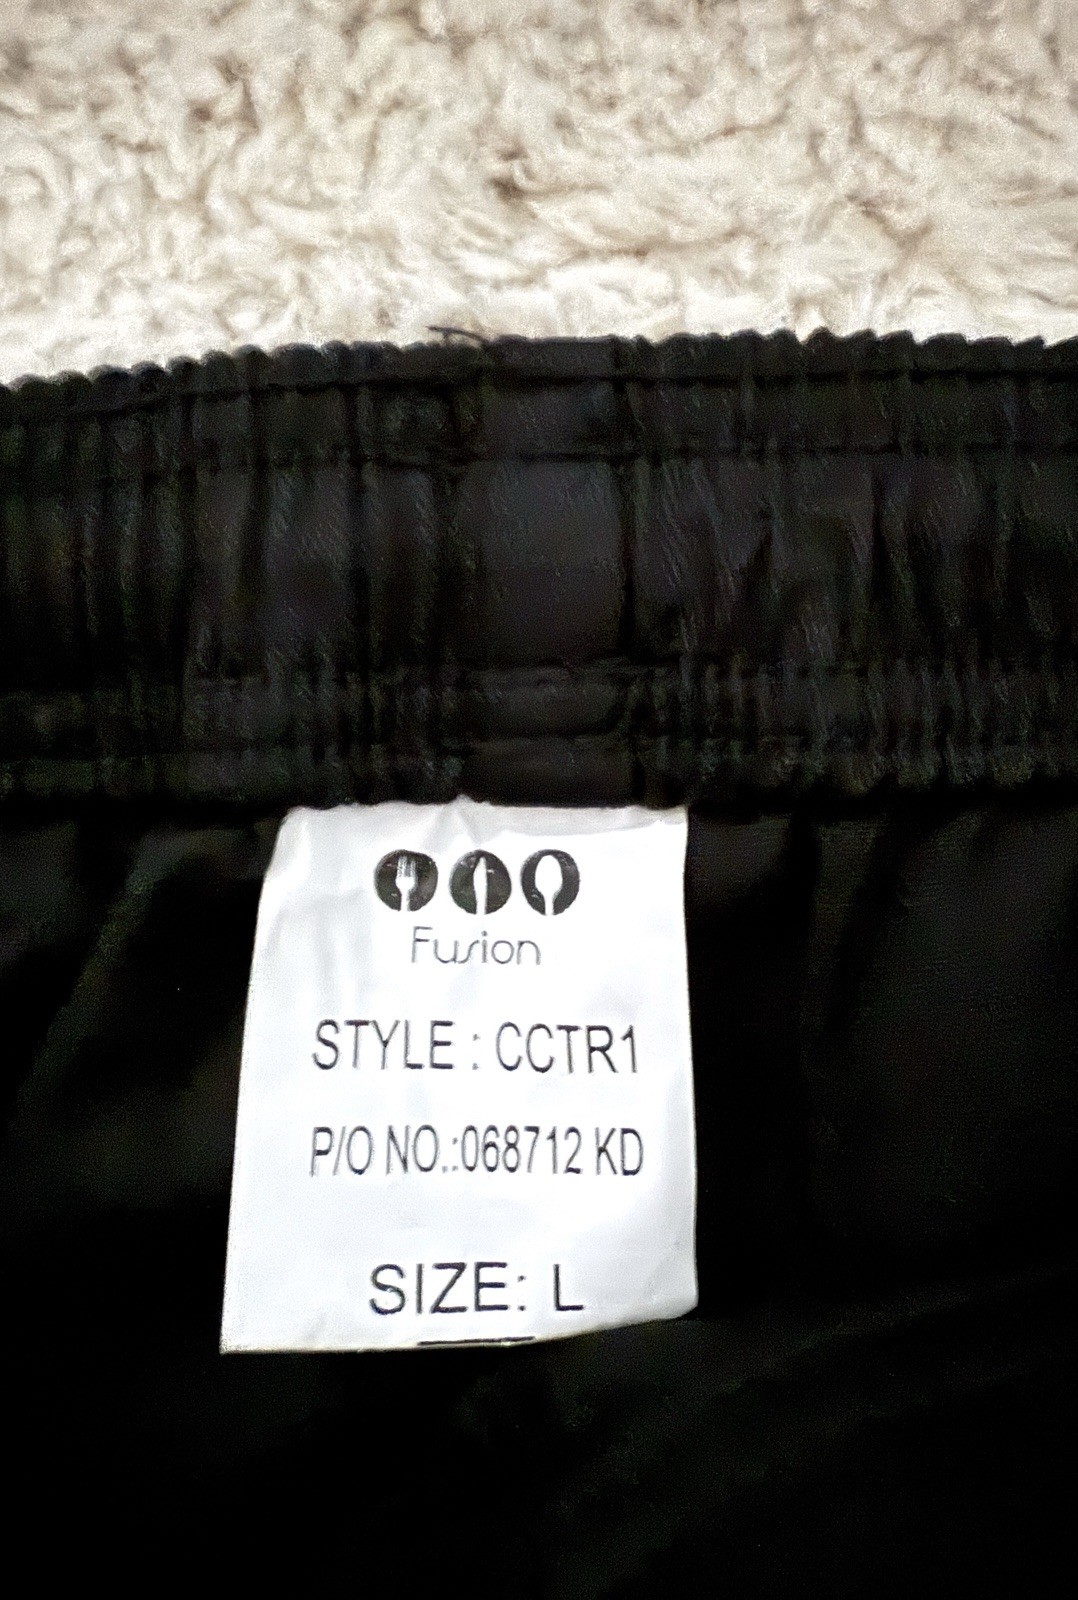 Fusion
STYLE : CCTR1
P/O NO.:068712 KD
SIZE: L